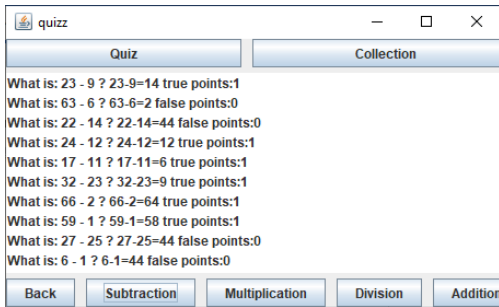 quizz
Quiz Collection
What is: 23 - 9 ? 23-9=14 true points:1
What is: 63 - 6 ? 63-6=2 false points:0
What is: 22 - 14 ? 22-14=44 false points:0
What is: 24 - 12 ? 24-12=12 true points:1
What is: 17 - 11 ? 17-11=6 true points:1
What is: 32 - 23 ? 32-23=9 true points:1
What is: 66 - 2 ? 66-2=64 true points:1
What is: 59 - 1 ? 59-1=58 true points:1
What is: 27 - 25 ? 27-25=44 false points:0
What is: 6 - 1 ? 6-1=44 false points:0
Back Subtraction Multiplication Division Addition